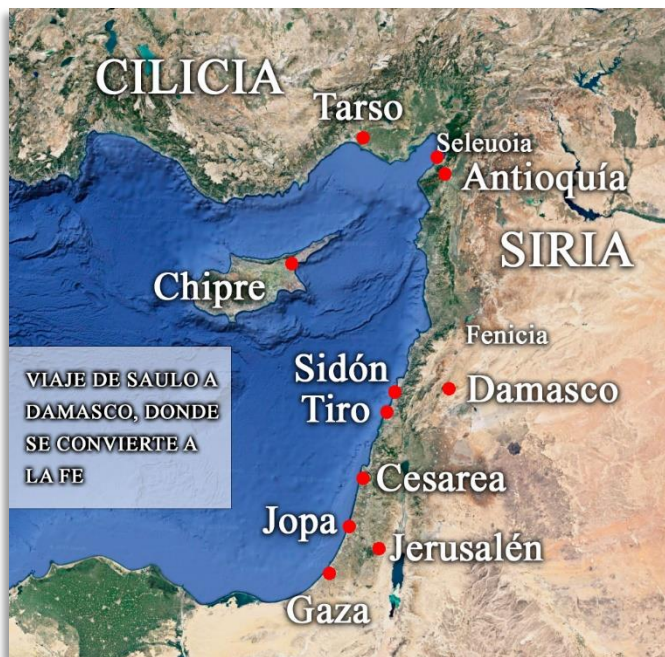 CILICIA
Tarso
Seleuoia
Antioquía
SIRIA
Chipre
Fenicia
Sidón
Damasco
Tiro
VIAJE DE SAULO A
DAMASCO, DONDE
SE CONVIERTE A
LA FE
Cesarea
Jopa
Jerusalén
Gaza